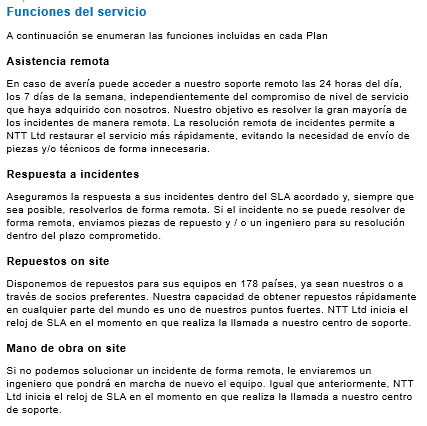 Funciones del servicio
A continuación se enumeran las funciones incluidas en cada Plan
Asistencia remota
En caso de avería puede acceder a nuestro soporte remoto las 24 horas del día,
los 7 días de la semana, independientemente del compromiso de nivel de servicio
que haya adquirido con nosotros. Nuestro objetivo es resolver la gran mayoría de
los incidentes de manera remota. La resolución remota de incidentes permite a
NTT Ltd restaurar el servicio más rápidamente, evitando la necesidad de envío de
piezas y/o técnicos de forma innecesaria.
Respuesta a incidentes
Aseguramos la respuesta a sus incidentes dentro del SLA acordado y, siempre que
sea posible, resolverlos de forma remota. Si el incidente no se puede resolver de
forma remota, enviamos piezas de repuesto y / o un ingeniero para su resolución
dentro del plazo comprometido.
Repuestos on site
Disponemos de repuestos para sus equipos en 178 países, ya sean nuestros o a
través de socios preferentes. Nuestra capacidad de obtener repuestos rápidamente
en cualquier parte del mundo es uno de nuestros puntos fuertes. NTT Ltd inicia el
reloj de SLA en el momento en que realiza la llamada a nuestro centro de soporte.
Mano de obra on site
Si no podemos solucionar un incidente de forma remota, le enviaremos un
ingeniero que pondrá en marcha de nuevo el equipo. Igual que anteriormente, NTT
Ltd inicia el reloj de SLA en el momento en que realiza la llamada a nuestro centro
de soporte.